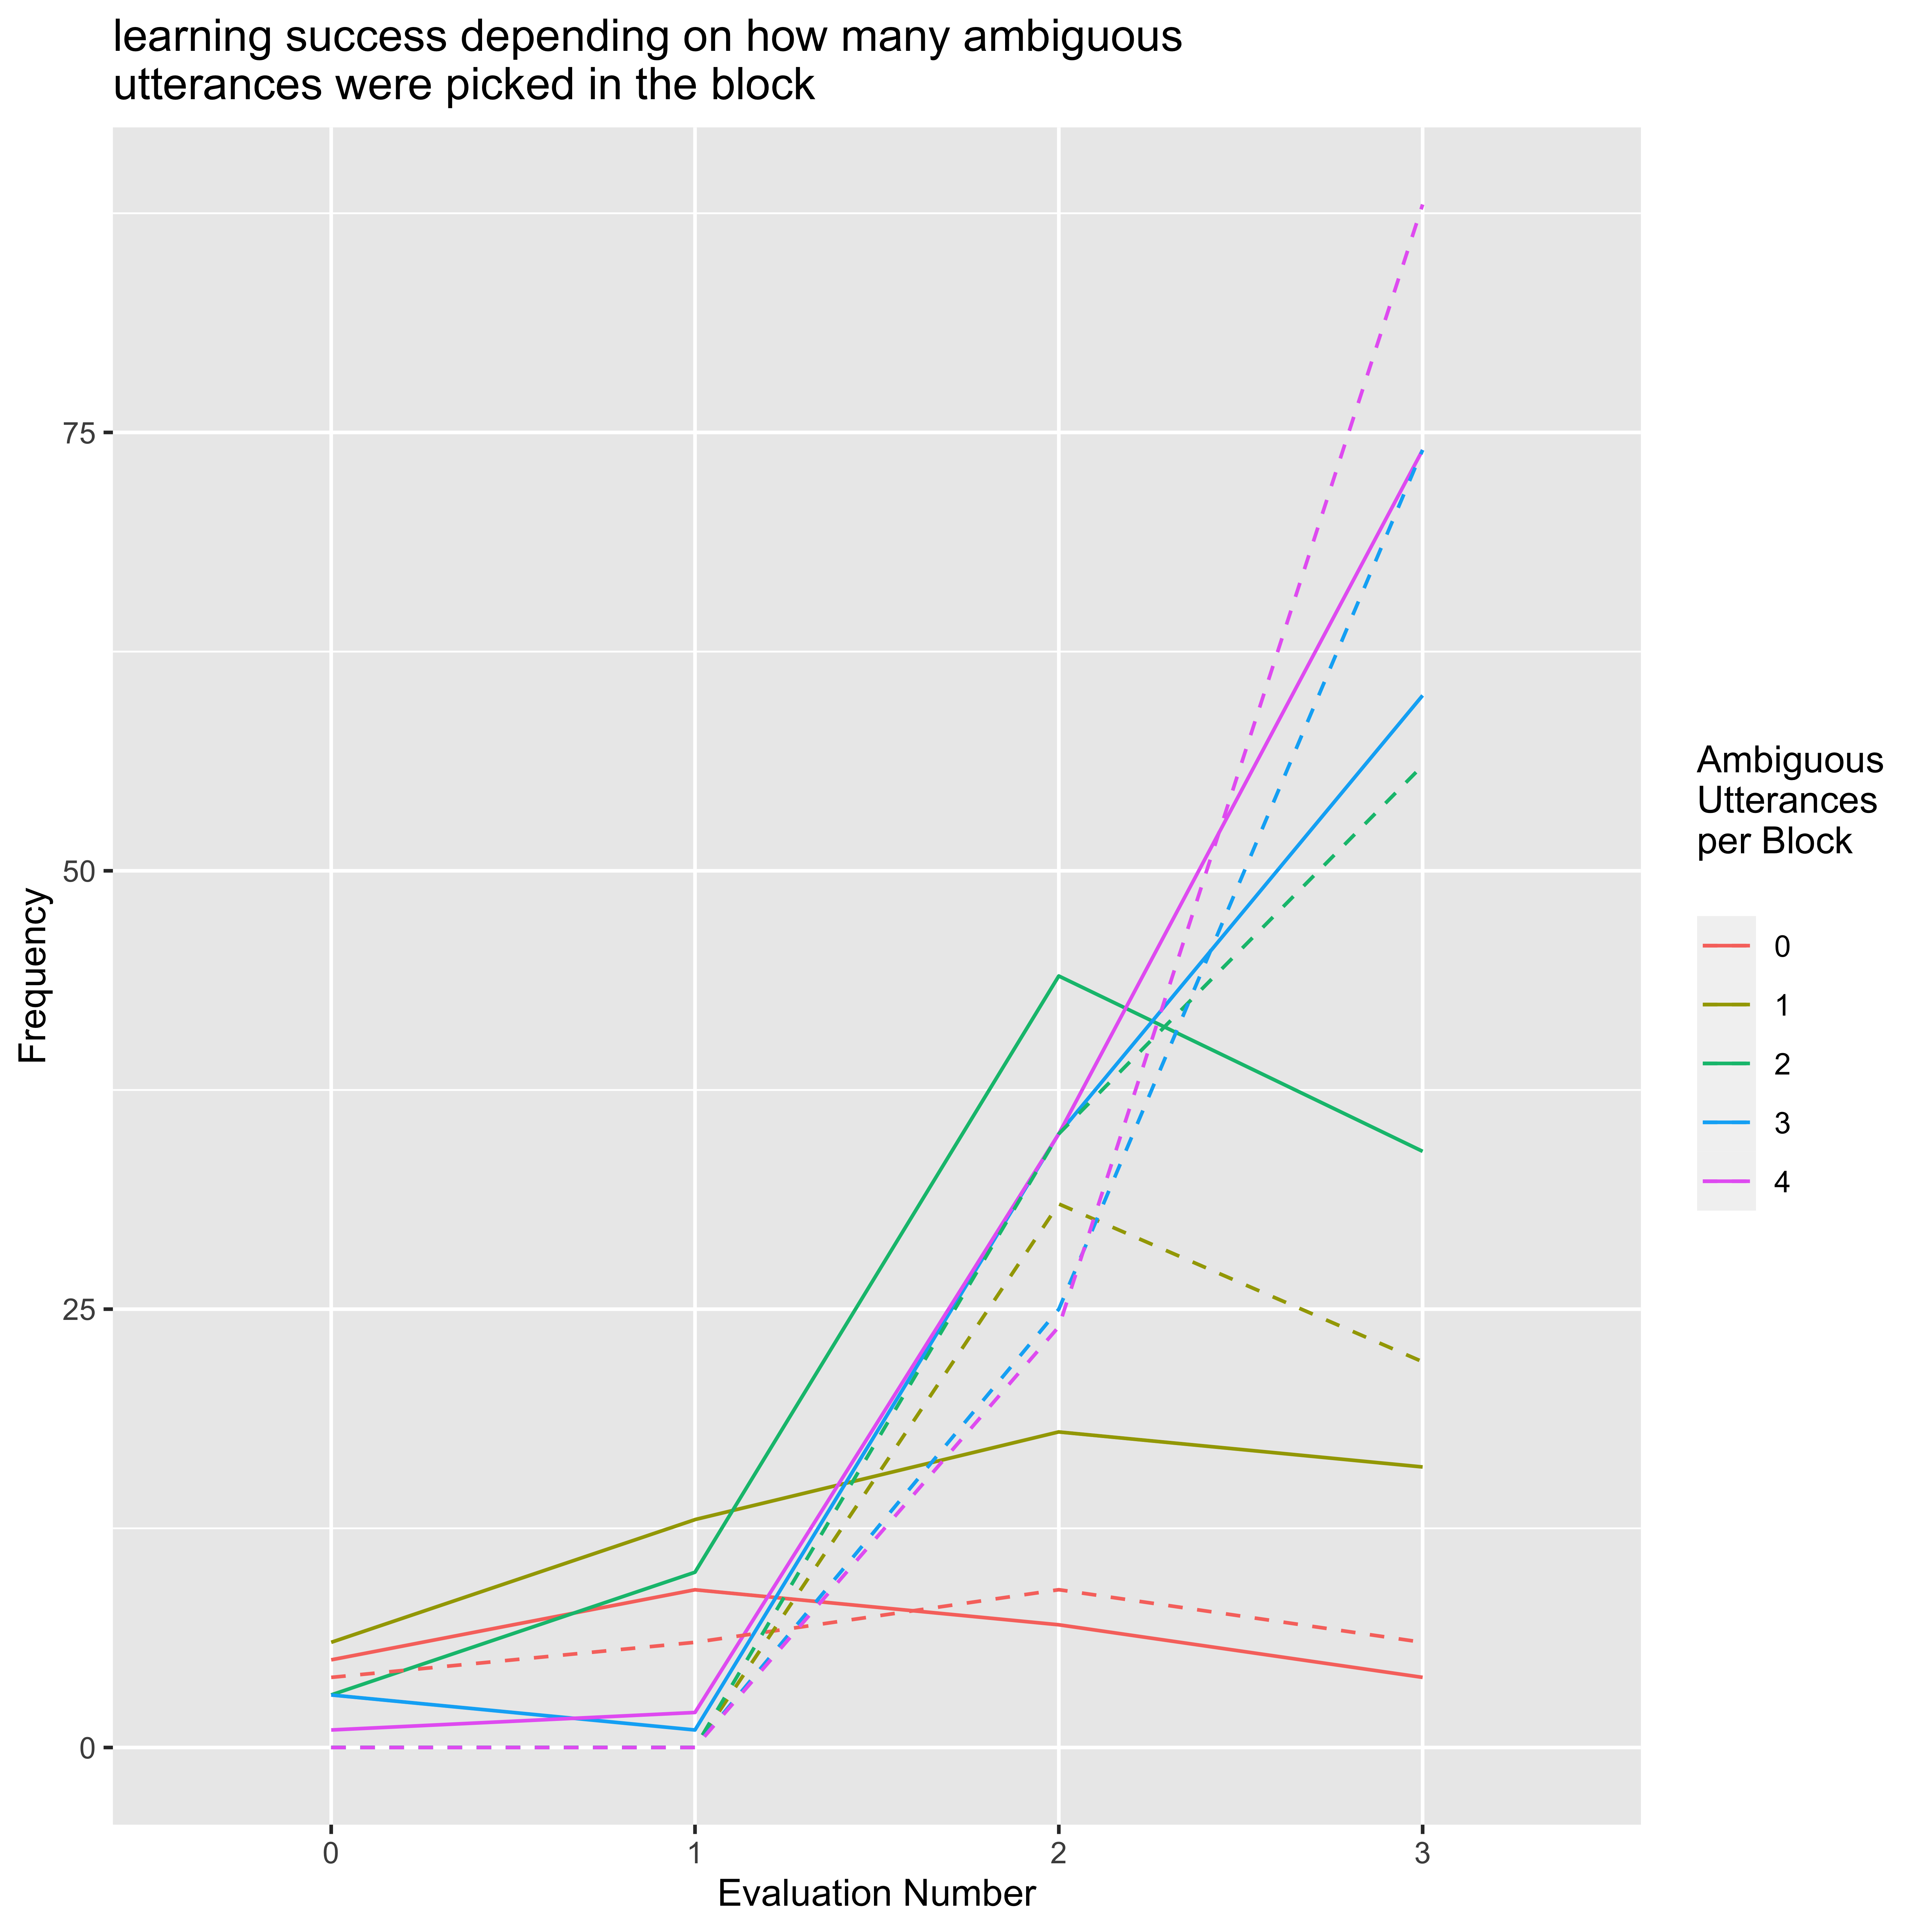 learning success depending on how many ambiguous
utterances were picked in the block
Frequency
75
50
25
0
0
1
2
3
Evaluation Number
Ambiguous
Utterances
per Block
0
1
2
3
4